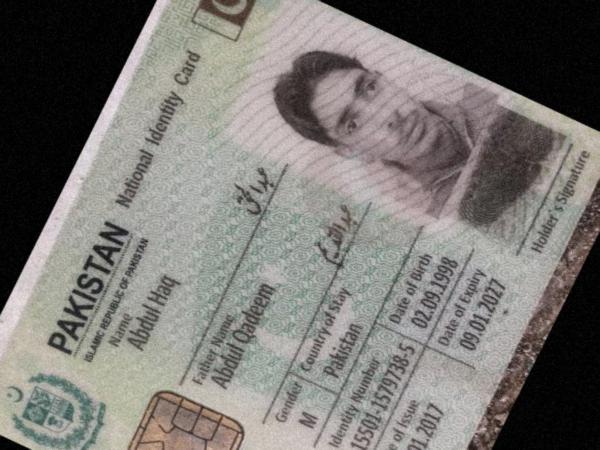 PAKISTAN National Identity Card
ISLAMIC REPUBLIC OF PAKISTAN
Name
Abdul Haq
عبدالحق
Father Name
Abdul Qadeem
عبدالقدیم
Gender Country of Stay
M Pakistan
Identity Number Date of Birth
15501-1579738-5 02.09.1998
of Issue Date of Expiry
01.2017 09.01.2027
Holder's Signature